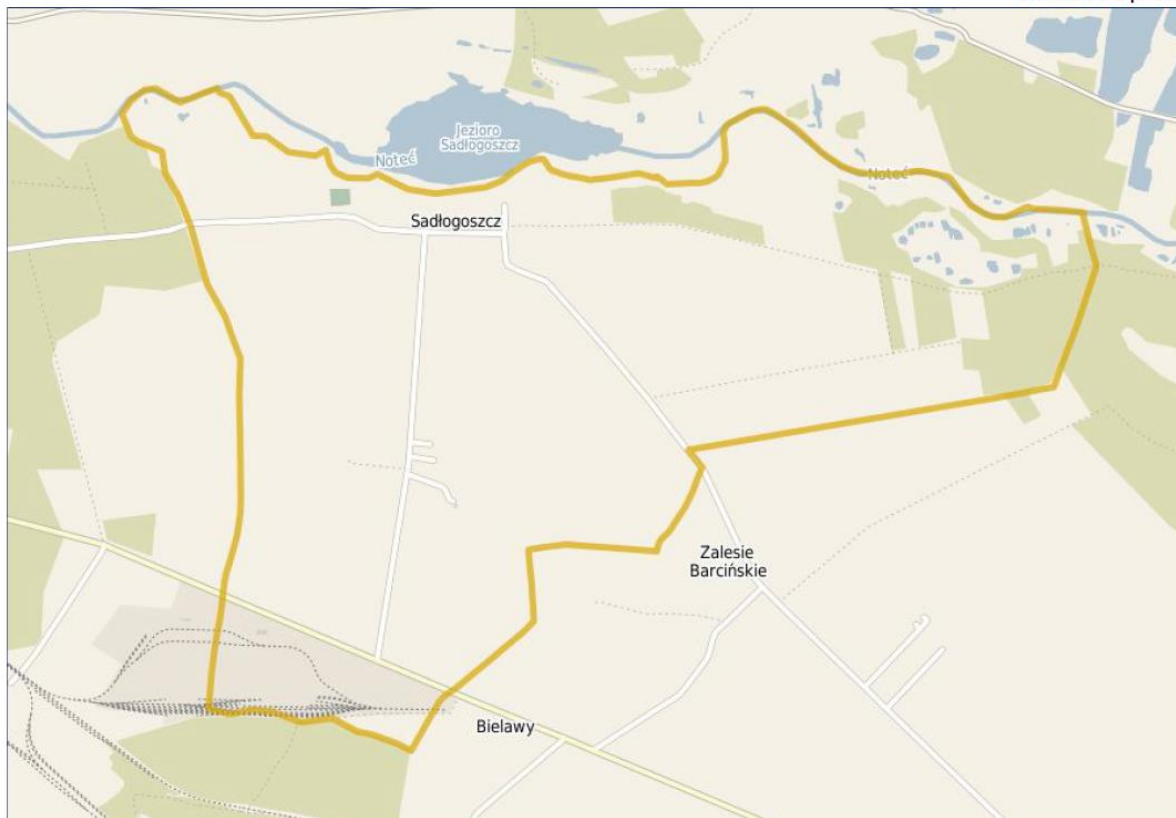 Jezioro
Sadłogoszcz
Noteć
Noteć
Sadłogoszcz
Zalesie
Barcińskie
Bielawy